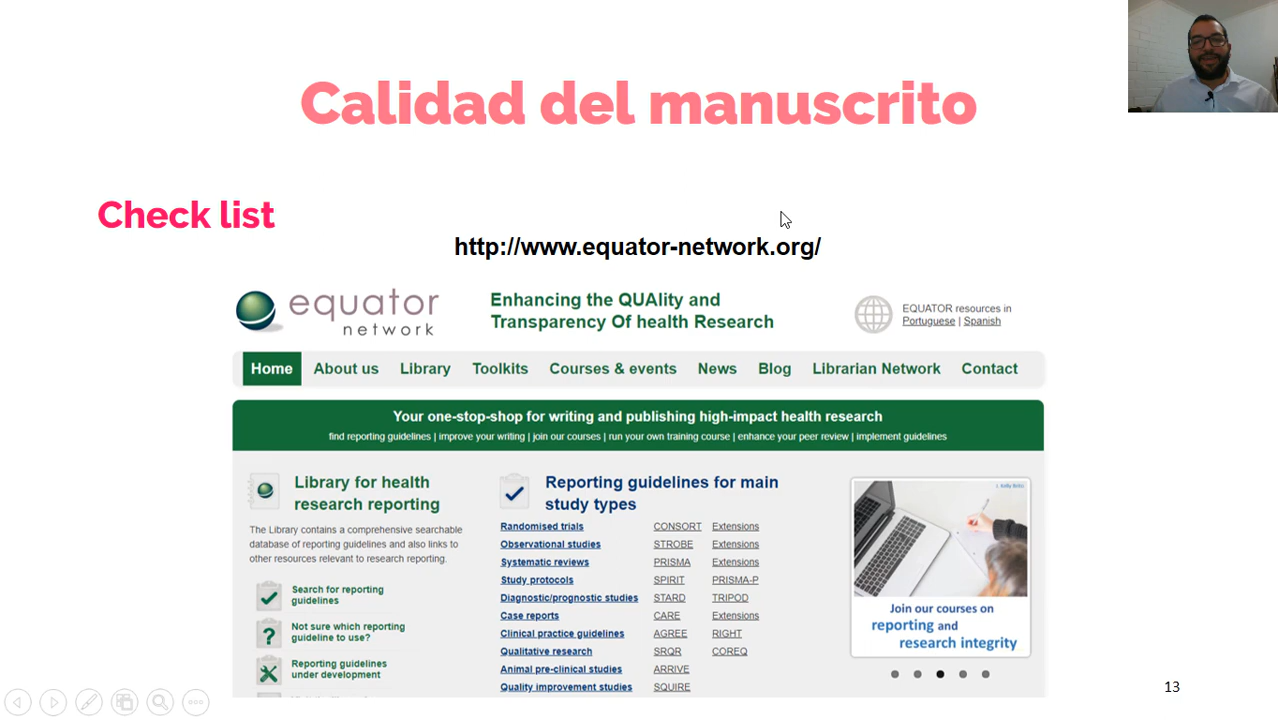 Calidad del manuscrito
Check list
http://www.equator-network.org/
equator
network
Enhancing the QUAlity and
Transparency Of health Research
EQUATOR resources in
Portuguese | Spanish
Home About us Library Toolkits Courses & events News Blog Librarian Network Contact
Your one-stop-shop for writing and publishing high-impact health research
find reporting guidelines | improve your writing | join our courses | run your own training course | enhance your peer review | implement guidelines
Library for health
research reporting
The Library contains a comprehensive searchable
database of reporting guidelines and also links to
other resources relevant to research reporting.
Search for reporting
guidelines
Not sure which reporting
guideline to use?
Reporting guidelines
under development
Reporting guidelines for main
study types
Randomised trials CONSORT Extensions
Observational studies STROBE Extensions
Systematic reviews PRISMA Extensions
Study protocols SPIRIT PRISMA-P
Diagnostic/prognostic studies STARD TRIPOD
Case reports CARE Extensions
Clinical practice guidelines AGREE RIGHT
Qualitative research SRQR COREQ
Animal pre-clinical studies ARRIVE
Quality improvement studies SQUIRE
Join our courses on
reporting and
research integrity
13